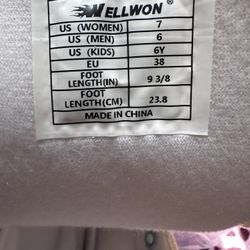 WELLWON®
US (WOMEN) 7
US (MEN) 6
US (KIDS) 6Y
EU 38
FOOT LENGTH(IN) 9 3/8
FOOT LENGTH(CM) 23.8
MADE IN CHINA